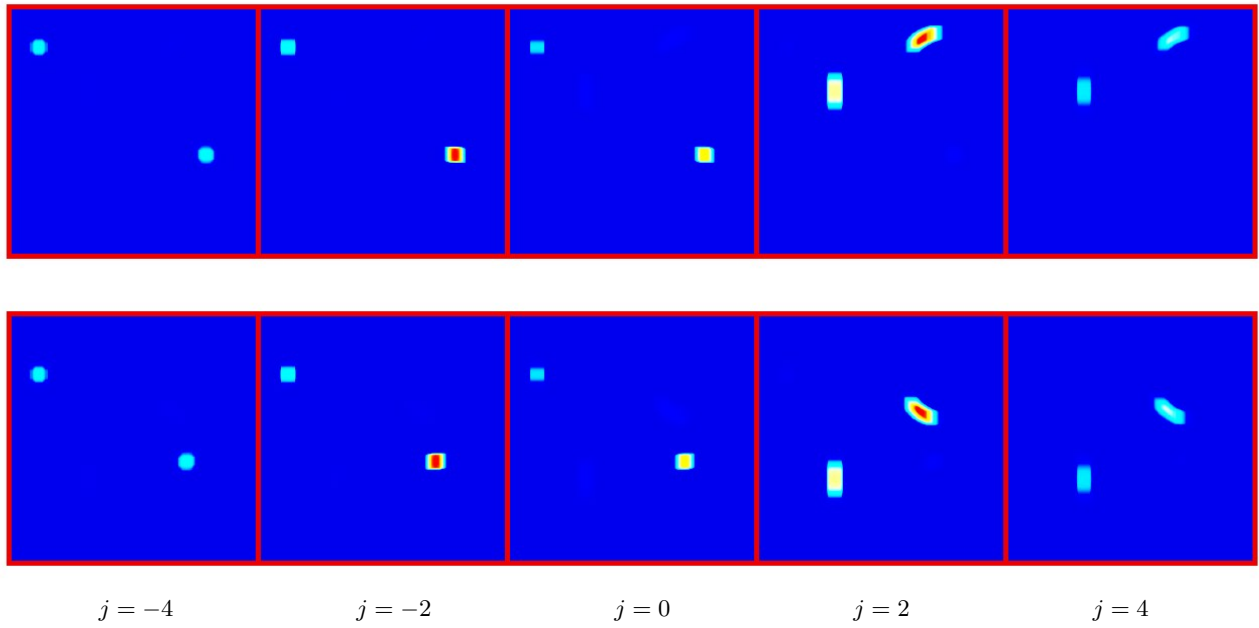 j = −4 j = −2 j = 0 j = 2 j = 4